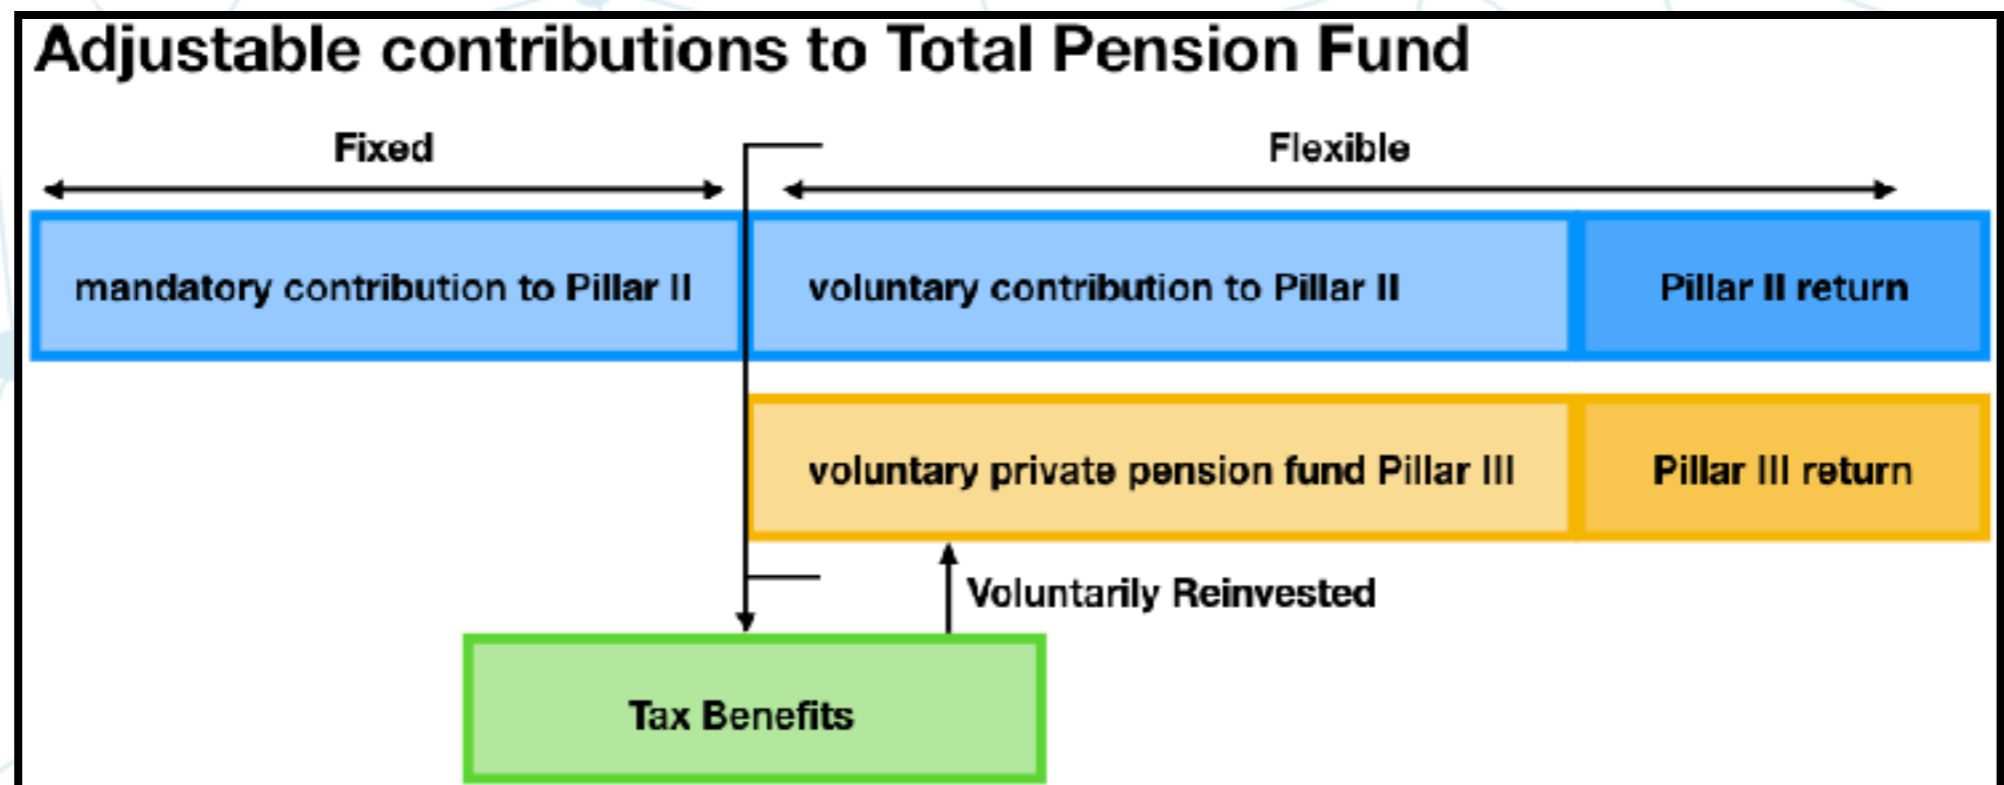 Adjustable contributions to Total Pension Fund
Fixed
Flexible
mandatory contribution to Pillar II
voluntary contribution to Pillar II
Pillar II return
voluntary private pension fund Pillar III
Pillar III return
Voluntarily Reinvested
Tax Benefits